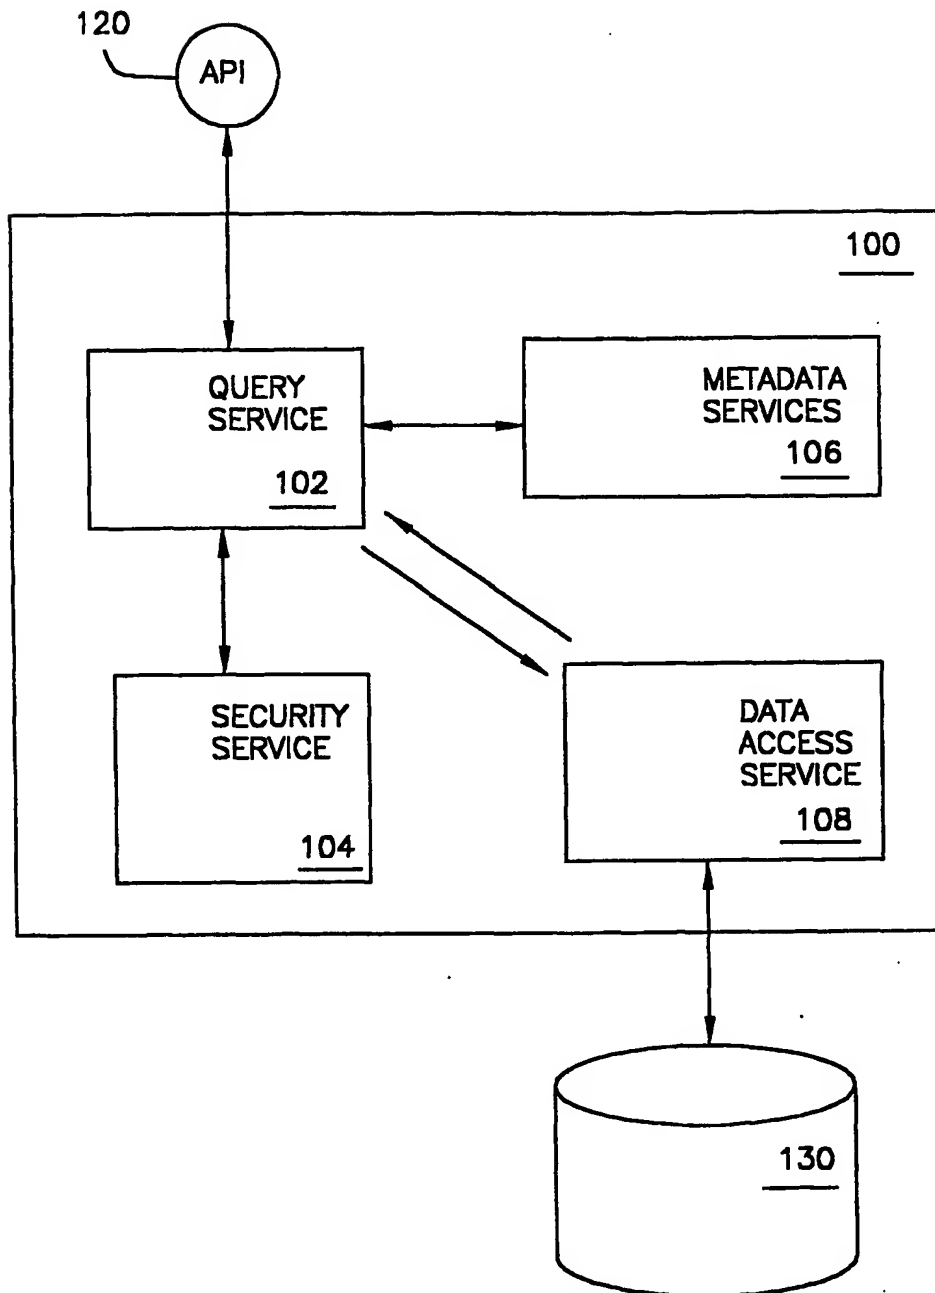 120
API
100
QUERY
SERVICE
102
METADATA
SERVICES
106
SECURITY
SERVICE
104
DATA
ACCESS
SERVICE
108
130